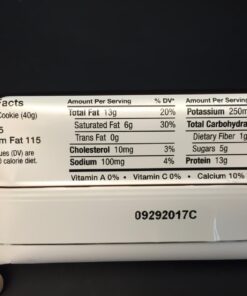 Facts
Cookie (40g)
5
m Fat 115
ues (DV) are
calorie diet.
Amount Per Serving % DV*
Total Fat 13g 20%
Saturated Fat 6g 30%
Trans Fat 0g
Cholesterol 10mg 3%
Sodium 100mg 4%
Amount Per Serving
Potassium 250m
Total Carbohydra
Dietary Fiber 1g
Sugars 5g
Protein 13g
Vitamin A 0% • Vitamin C 0% • Calcium 10%
09292017C